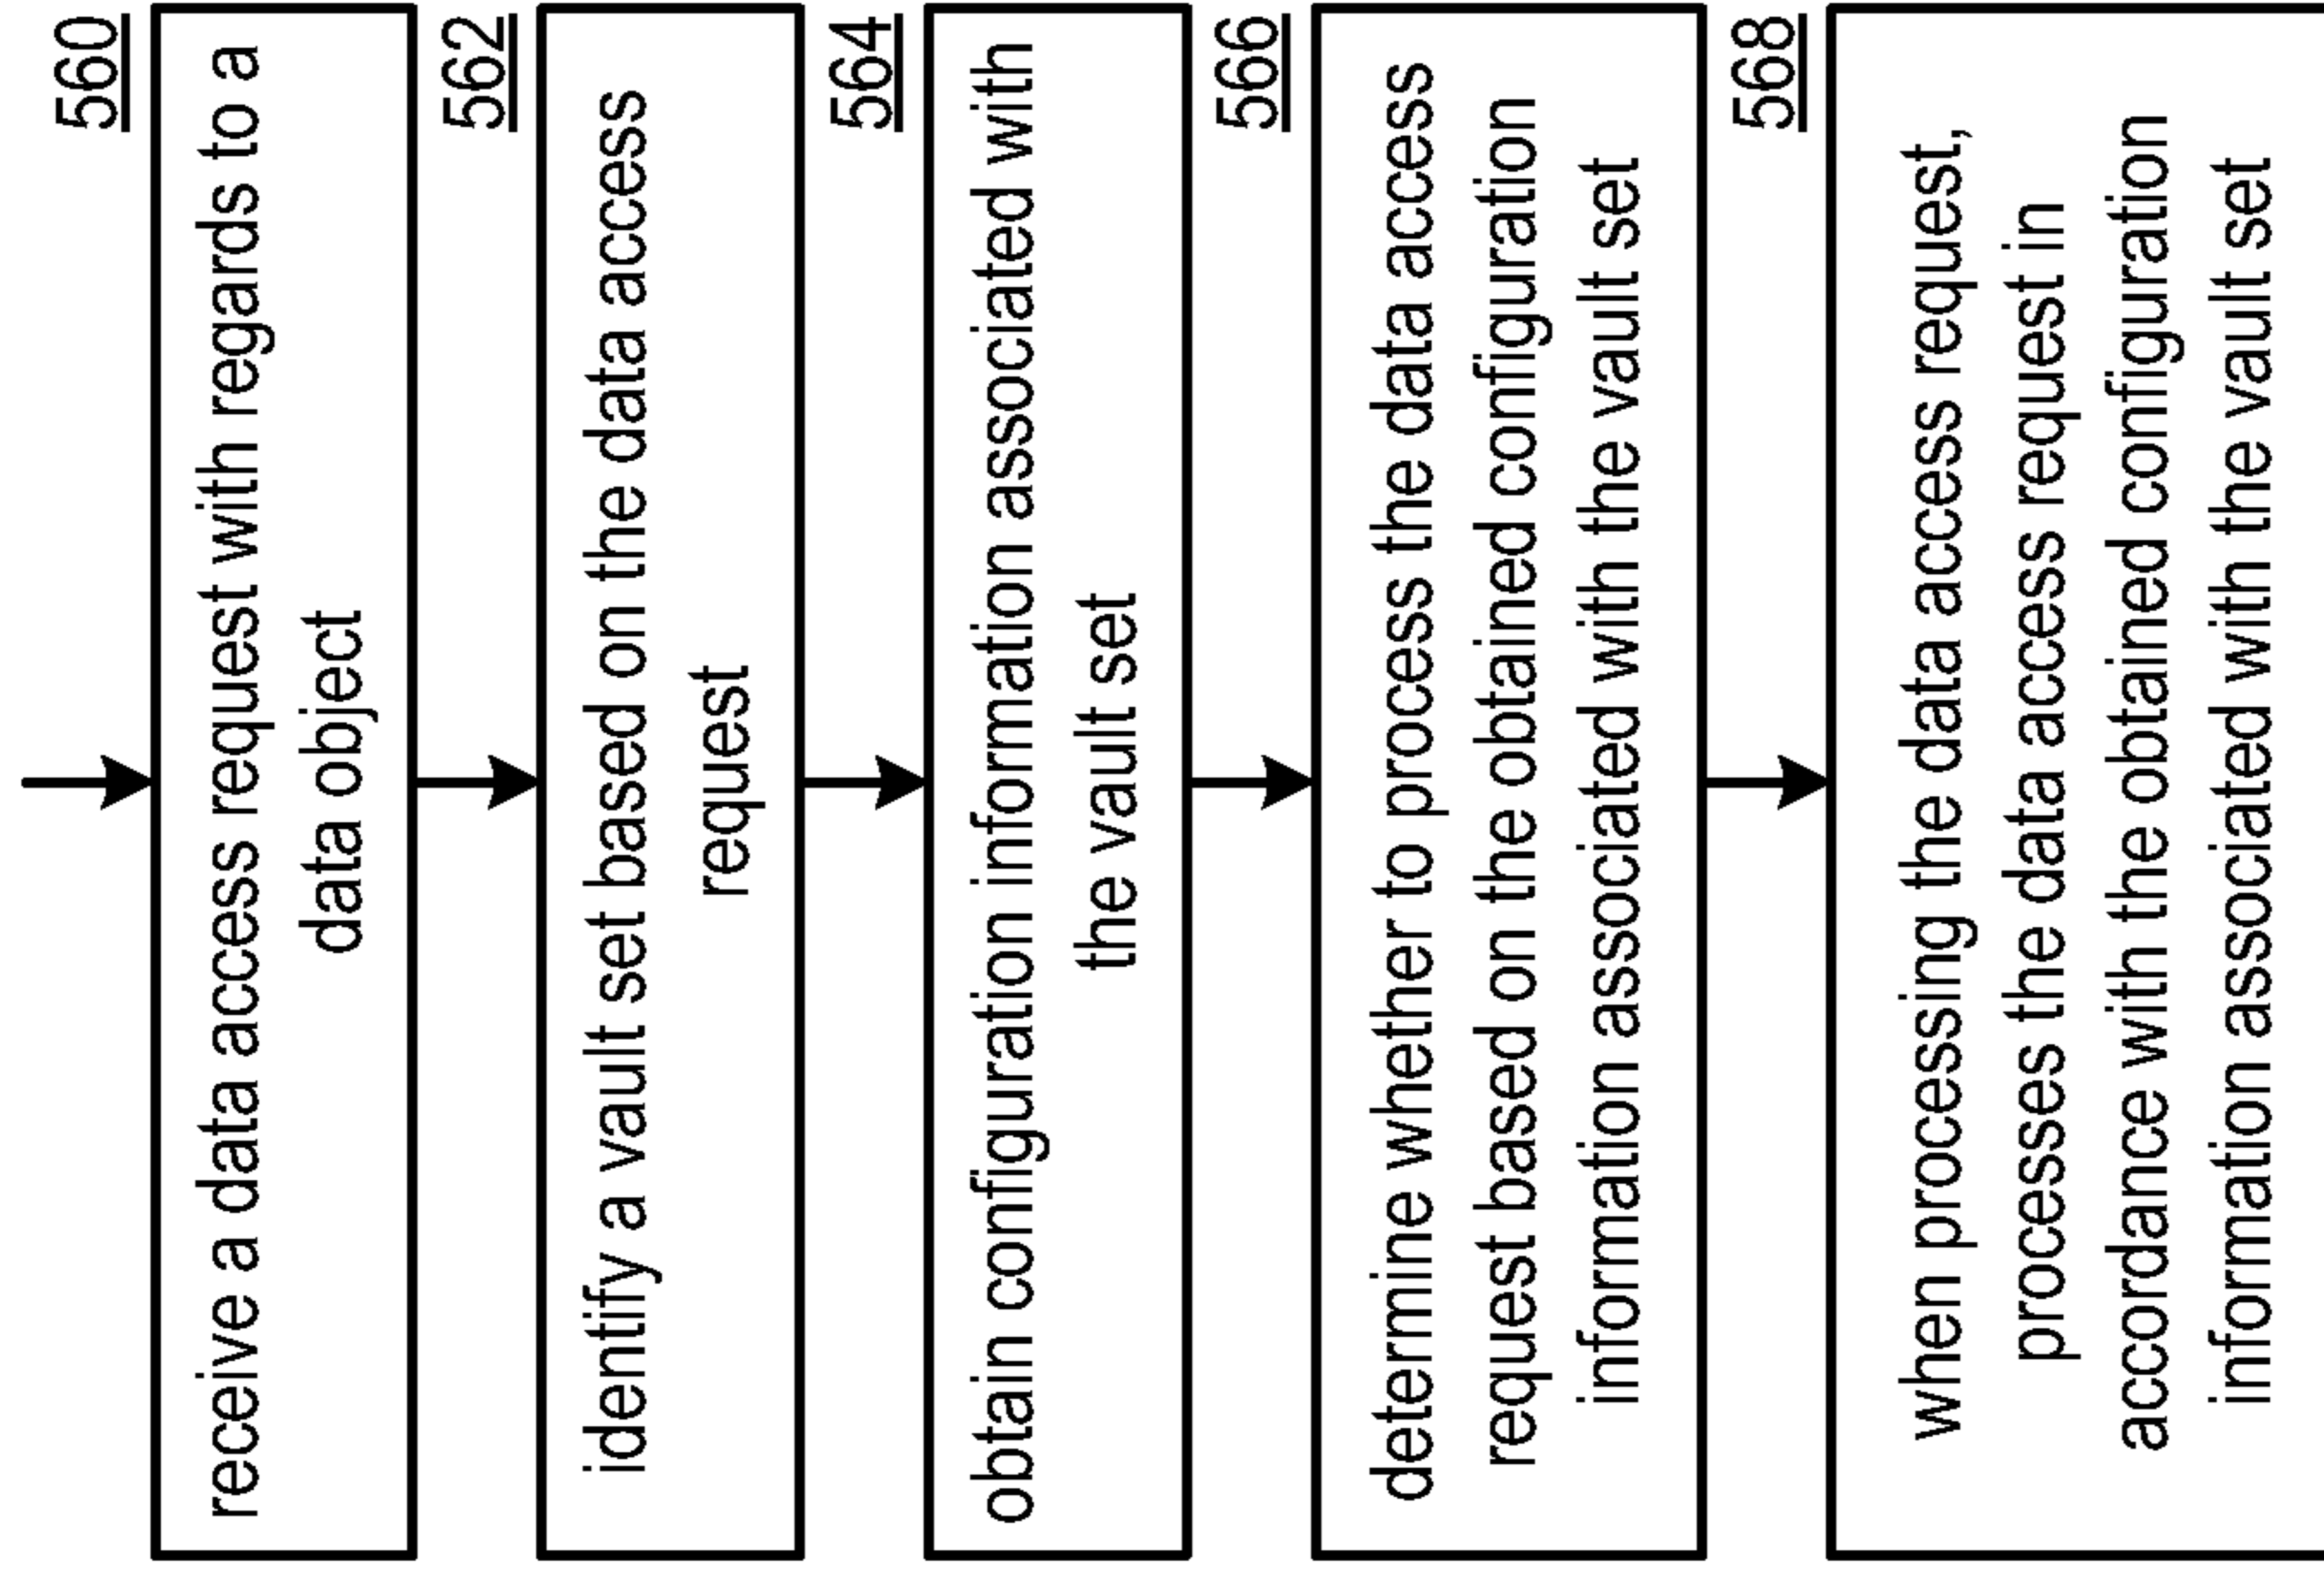 560
receive a data access request with regards to a
data object
562
identify a vault set based on the data access
request
564
obtain configuration information associated with
the vault set
566
determine whether to process the data access
request based on the obtained configuration
information associated with the vault set
568
when processing the data access request,
processes the data access request in
accordance with the obtained configuration
information associated with the vault set